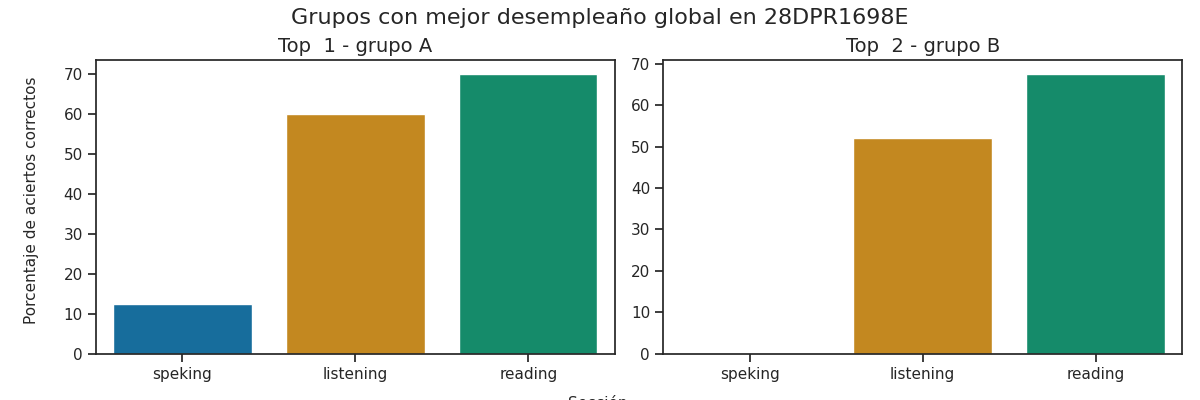 Grupos con mejor desempleaño global en 28DPR1698E
Top  1 - grupo A
Top  2 - grupo B
Porcentaje de aciertos correctos
70
60
50
40
30
20
10
0
speking
listening
reading
70
60
50
40
30
20
10
0
speking
listening
reading
Sección